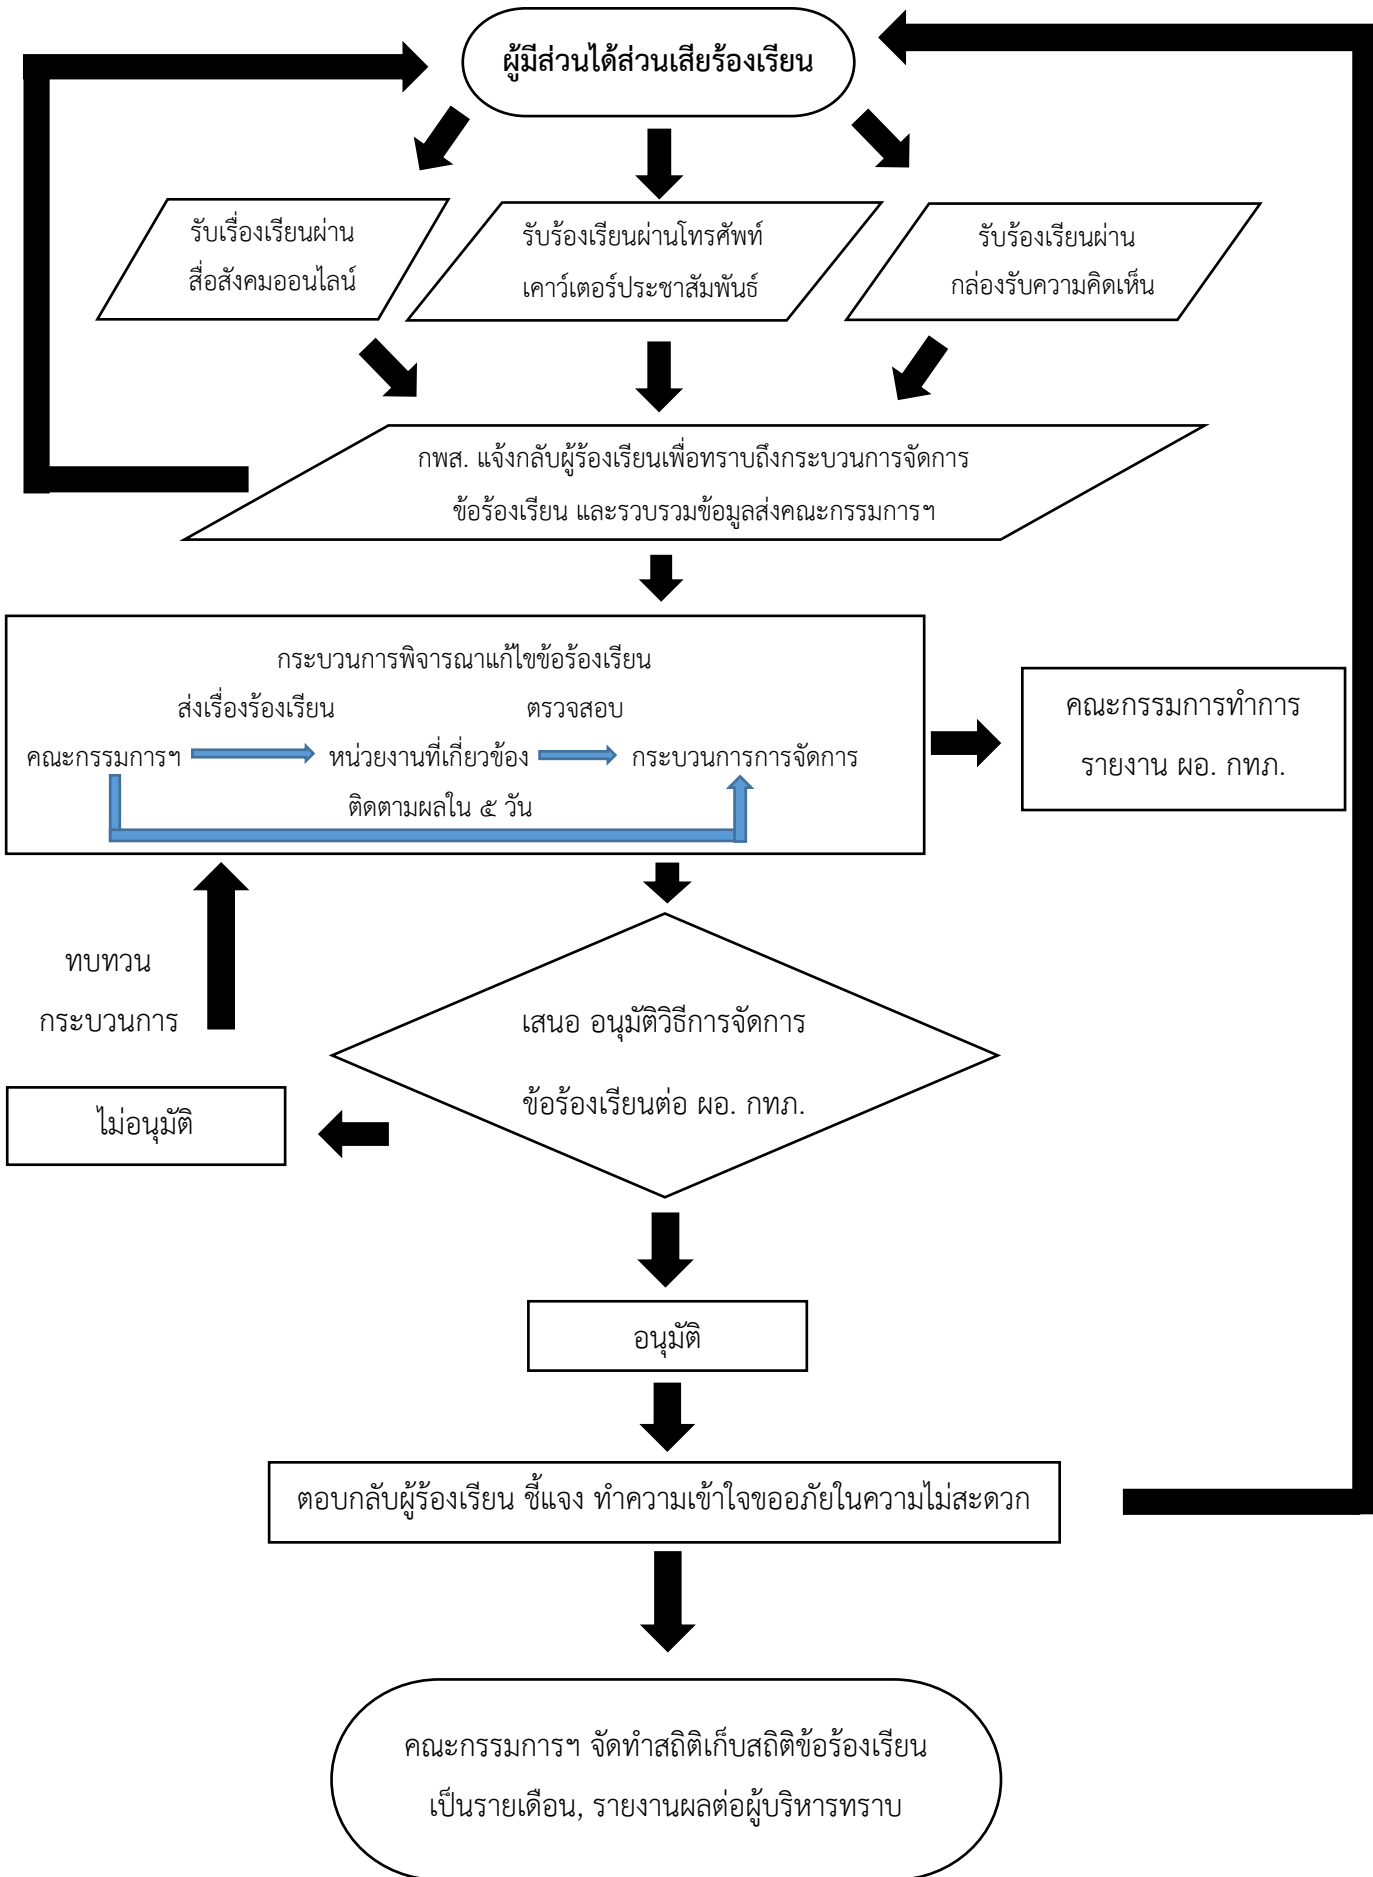 ผู้มีส่วนได้ส่วนเสียร้องเรียน
รับเรื่องเรียนผ่าน
สื่อสังคมออนไลน์
รับร้องเรียนผ่านโทรศัพท์
เคาว์เตอร์ประชาสัมพันธ์
รับร้องเรียนผ่าน
กล่องรับความคิดเห็น
กพส. แจ้งกลับผู้ร้องเรียนเพื่อทราบถึงกระบวนการจัดการ
ข้อร้องเรียน และรวบรวมข้อมูลส่งคณะกรรมการฯ
กระบวนการพิจารณาแก้ไขข้อร้องเรียน
ส่งเรื่องร้องเรียน
ตรวจสอบ
คณะกรรมการฯ
หน่วยงานที่เกี่ยวข้อง
กระบวนการการจัดการ
ติดตามผลใน ๕ วัน
คณะกรรมการทำการ
รายงาน ผอ. กทภ.
ทบทวน
กระบวนการ
เสนอ อนุมัติวิธีการจัดการ
ข้อร้องเรียนต่อ ผอ. กทภ.
ไม่อนุมัติ
อนุมัติ
ตอบกลับผู้ร้องเรียน ชี้แจง ทำความเข้าใจขออภัยในความไม่สะดวก
คณะกรรมการฯ จัดทำสถิติเก็บสถิติข้อร้องเรียน
เป็นรายเดือน, รายงานผลต่อผู้บริหารทราบ